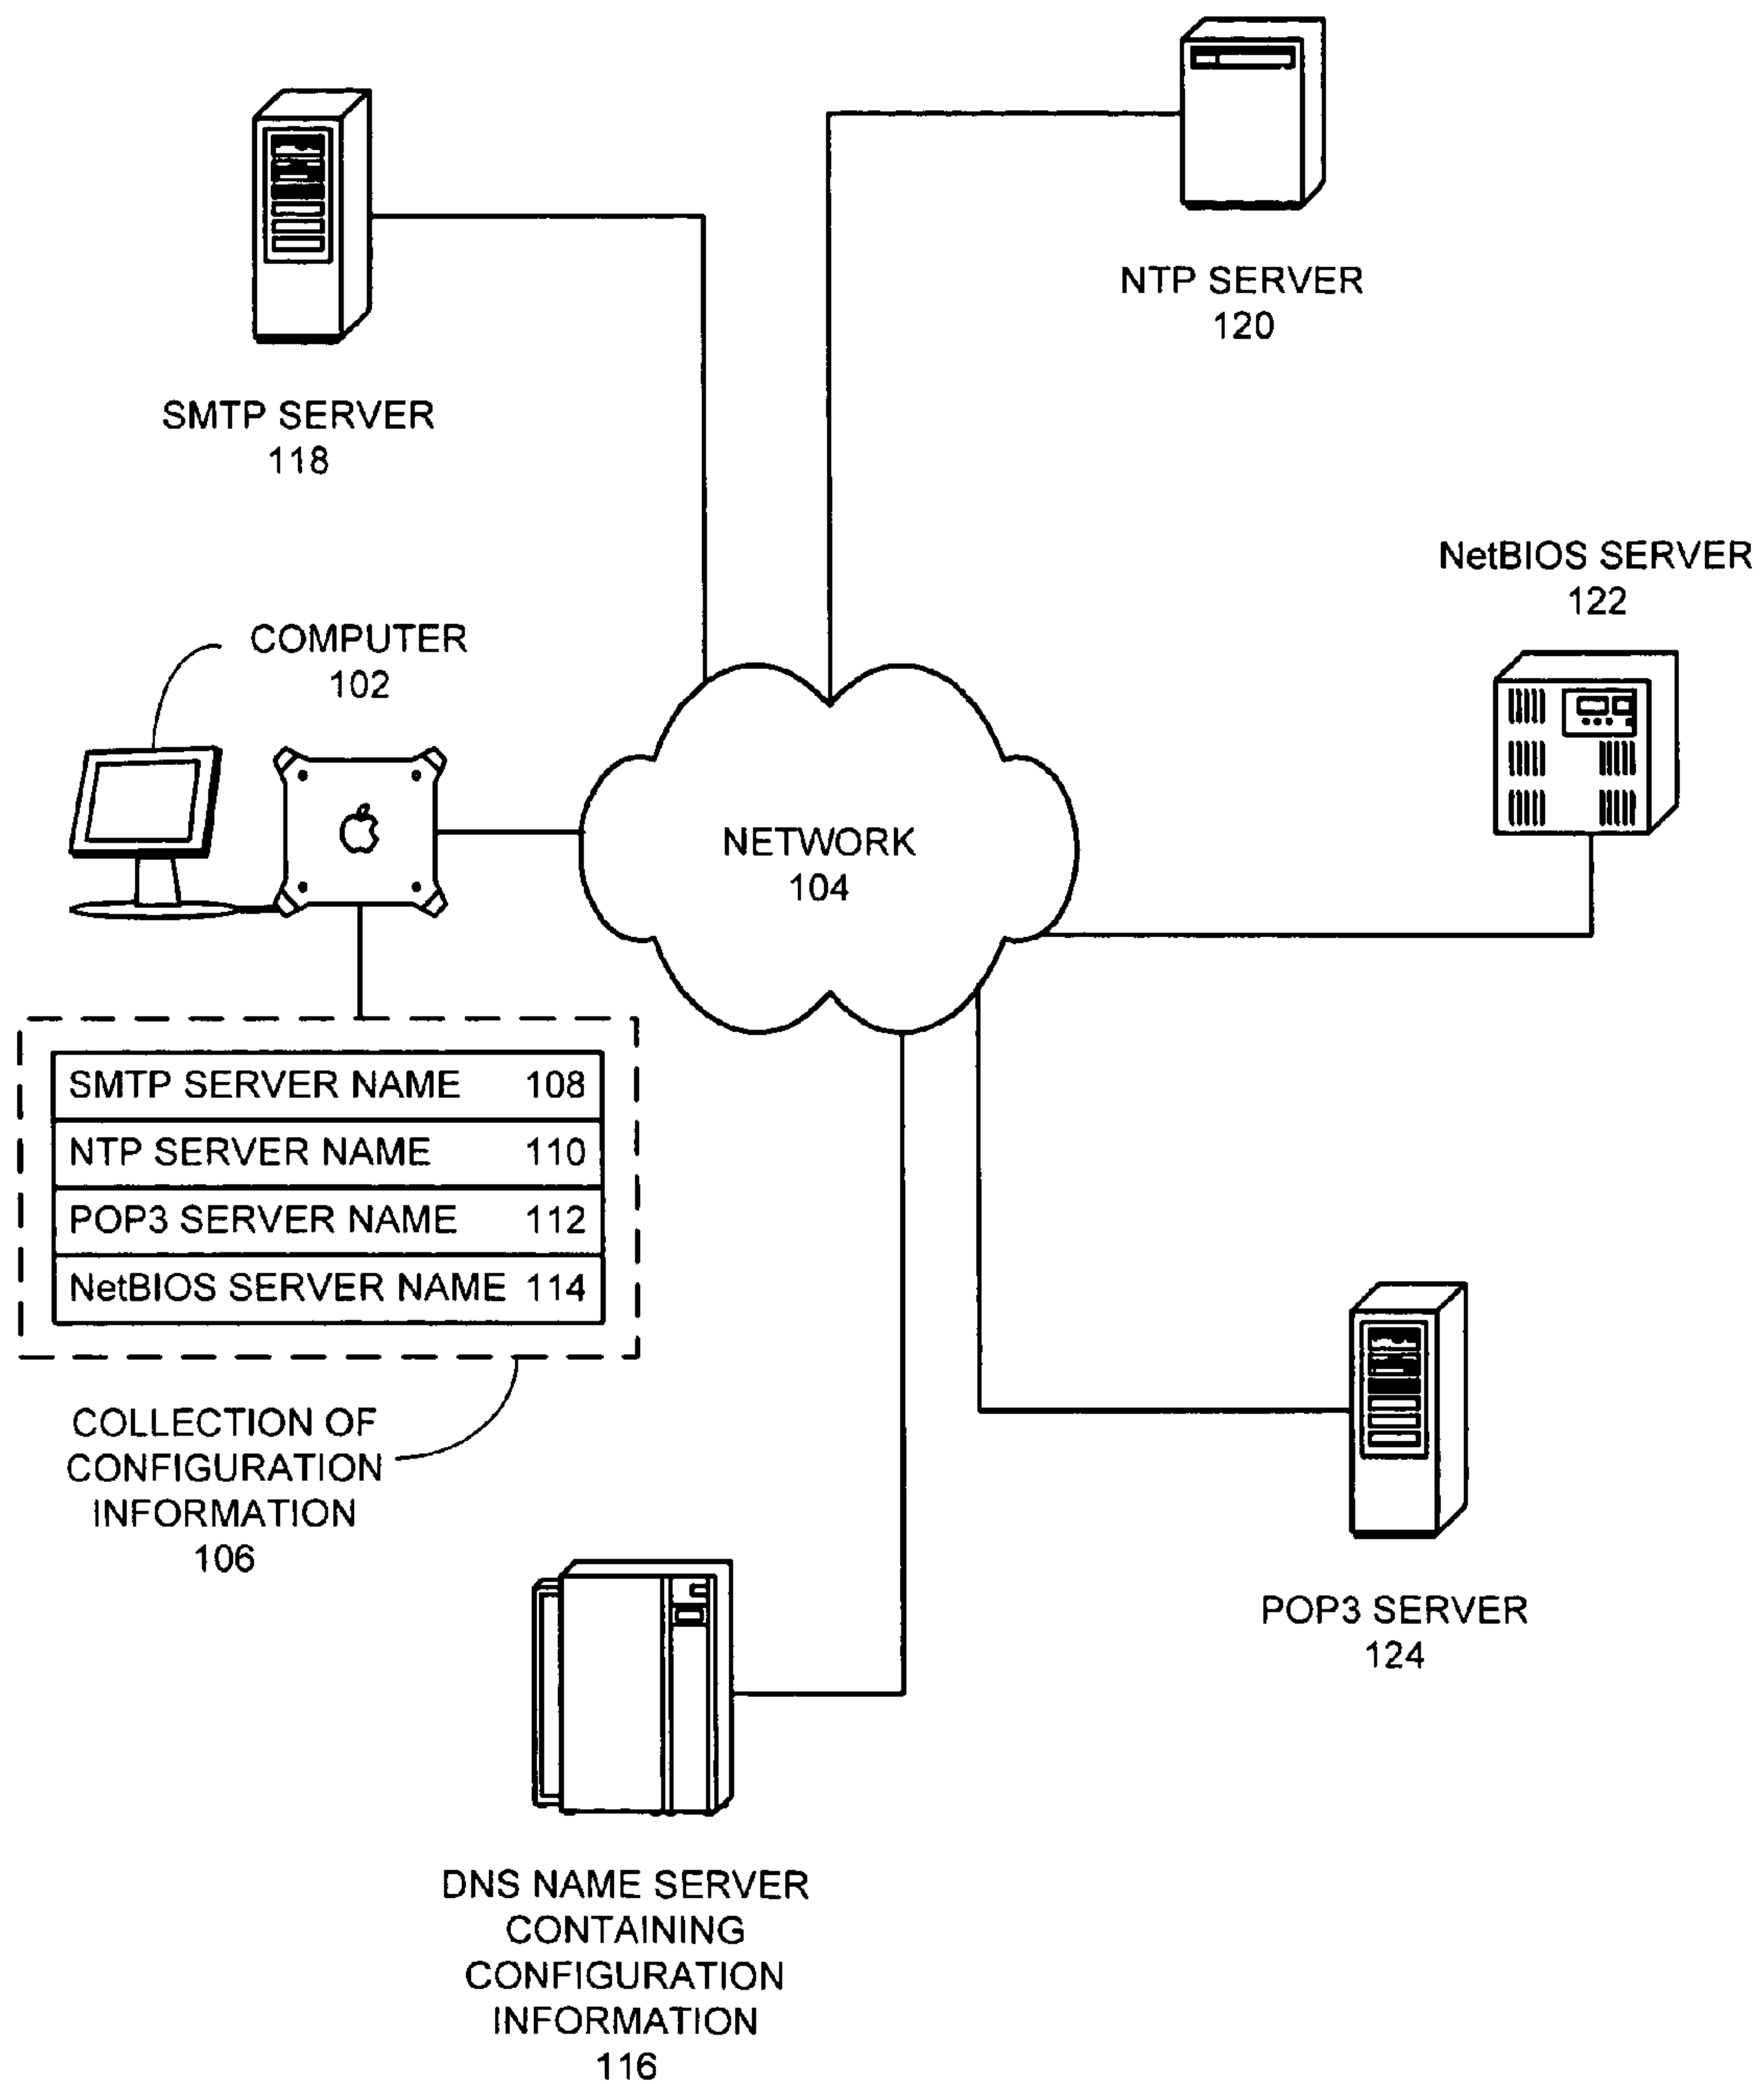 NTP SERVER
120
SMTP SERVER
118
NetBIOS SERVER
122
COMPUTER
102
NETWORK
104
SMTP SERVER NAME 108
NTP SERVER NAME 110
POP3 SERVER NAME 112
NetBIOS SERVER NAME 114
COLLECTION OF
CONFIGURATION
INFORMATION
106
POP3 SERVER
124
DNS NAME SERVER
CONTAINING
CONFIGURATION
INFORMATION
116